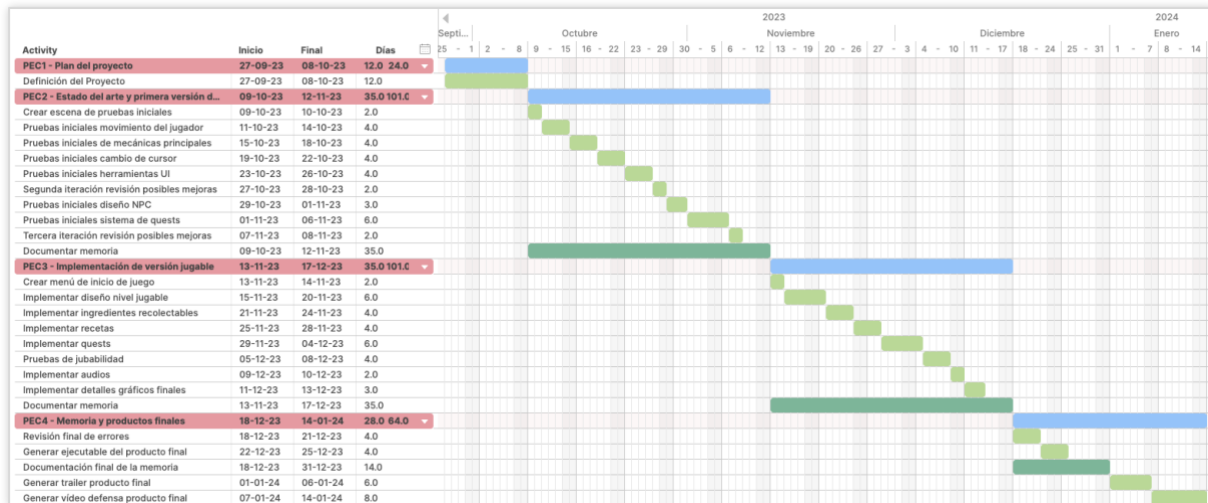 2023 2024
Septi... Octubre Noviembre Diciembre Enero
Activity Inicio Final Días 25 - 1 2 - 8 9 - 15 16 - 22 23 - 29 30 - 5 6 - 12 13 - 19 20 - 26 27 - 3 4 - 10 11 - 17 18 - 24 25 - 31 1 - 7 8 - 14
PEC1 - Plan del proyecto 27-09-23 08-10-23 12.0 24.0
Definición del Proyecto 27-09-23 08-10-23 12.0
PEC2 - Estado del arte y primera versión d... 09-10-23 12-11-23 35.0 101.0
Crear escena de pruebas iniciales 09-10-23 10-10-23 2.0
Pruebas iniciales movimiento del jugador 11-10-23 14-10-23 4.0
Pruebas iniciales de mecánicas principales 15-10-23 18-10-23 4.0
Pruebas iniciales cambio de cursor 19-10-23 22-10-23 4.0
Pruebas iniciales herramientas UI 23-10-23 26-10-23 4.0
Segunda iteración revisión posibles mejoras 27-10-23 28-10-23 2.0
Pruebas iniciales diseño NPC 29-10-23 01-11-23 3.0
Pruebas iniciales sistema de quests 01-11-23 06-11-23 6.0
Tercera iteración revisión posibles mejoras 07-11-23 08-11-23 2.0
Documentar memoria 09-10-23 12-11-23 35.0
PEC3 - Implementación de versión jugable 13-11-23 17-12-23 35.0 101.0
Crear menú de inicio de juego 13-11-23 14-11-23 2.0
Implementar diseño nivel jugable 15-11-23 20-11-23 6.0
Implementar ingredientes recolectables 21-11-23 24-11-23 4.0
Implementar recetas 25-11-23 28-11-23 4.0
Implementar quests 29-11-23 04-12-23 6.0
Pruebas de jubabilidad 05-12-23 08-12-23 4.0
Implementar audios 09-12-23 10-12-23 2.0
Implementar detalles gráficos finales 11-12-23 13-12-23 3.0
Documentar memoria 13-11-23 17-12-23 35.0
PEC4 - Memoria y productos finales 18-12-23 14-01-24 28.0 64.0
Revisión final de errores 18-12-23 21-12-23 4.0
Generar ejecutable del producto final 22-12-23 25-12-23 4.0
Documentación final de la memoria 18-12-23 31-12-23 14.0
Generar trailer producto final 01-01-24 06-01-24 6.0
Generar vídeo defensa producto final 07-01-24 14-01-24 8.0